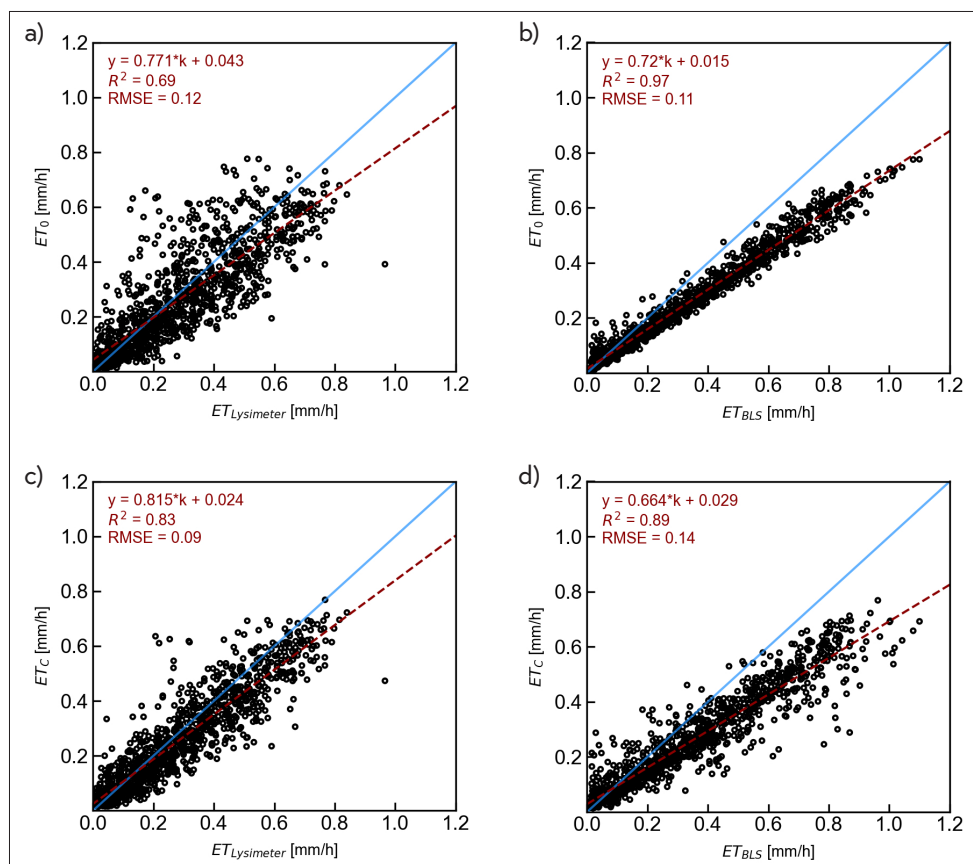 a)
1.2
y = 0.771*k + 0.043
R² = 0.69
RMSE = 0.12
1.0
0.8
0.6
0.4
0.2
ET₀ [mm/h]
0.0 0.2 0.4 0.6 0.8 1.0 1.2
ET_Lysimeter [mm/h]
b)
1.2
y = 0.72*k + 0.015
R² = 0.97
RMSE = 0.11
1.0
0.8
0.6
0.4
0.2
ET₀ [mm/h]
0.0 0.2 0.4 0.6 0.8 1.0 1.2
ET_BLS [mm/h]
c)
1.2
y = 0.815*k + 0.024
R² = 0.83
RMSE = 0.09
1.0
0.8
0.6
0.4
0.2
ET_C [mm/h]
0.0 0.2 0.4 0.6 0.8 1.0 1.2
ET_Lysimeter [mm/h]
d)
1.2
y = 0.664*k + 0.029
R² = 0.89
RMSE = 0.14
1.0
0.8
0.6
0.4
0.2
ET_C [mm/h]
0.0 0.2 0.4 0.6 0.8 1.0 1.2
ET_BLS [mm/h]